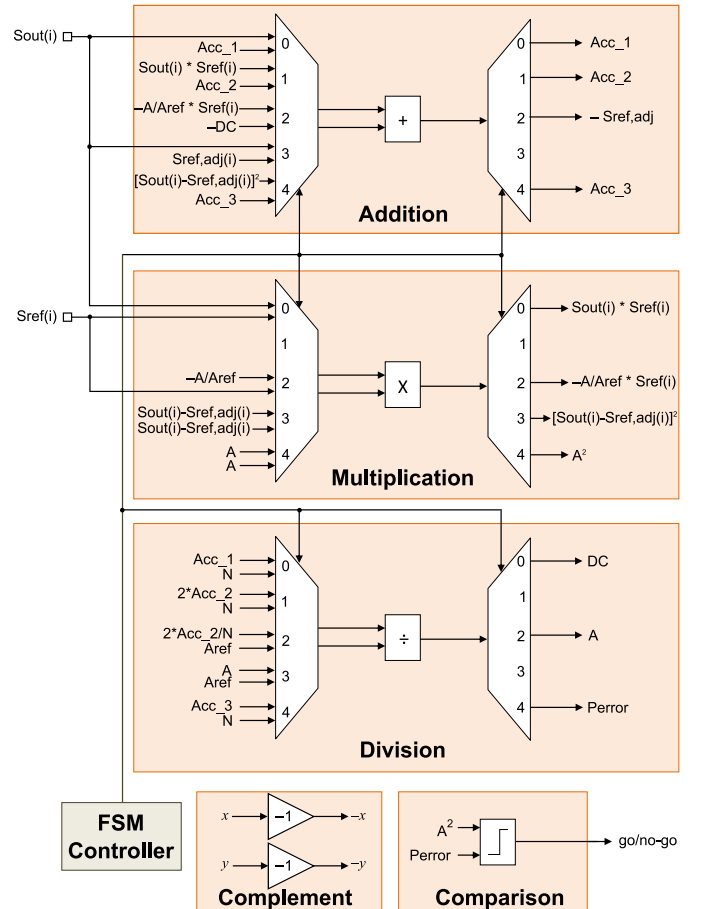 Sout(i)
Acc_1
Sout(i) * Sref(i)
Acc_2
–A/Aref * Sref(i)
–DC
Sref,adj(i)
[Sout(i)-Sref,adj(i)]²
Acc_3
0
1
2
3
4
+
0
1
2
3
4
Acc_1
Acc_2
– Sref,adj
Acc_3
Addition
Sref(i)
–A/Aref
Sout(i)-Sref,adj(i)
Sout(i)-Sref,adj(i)
A
A
0
1
2
3
4
X
0
1
2
3
4
Sout(i) * Sref(i)
–A/Aref * Sref(i)
[Sout(i)-Sref,adj(i)]²
A²
Multiplication
Acc_1
N
2*Acc_2
N
2*Acc_2/N
Aref
A
Aref
Acc_3
N
0
1
2
3
4
÷
0
1
2
3
4
DC
A
Perror
Division
FSM
Controller
x
–1
–x
y
–1
–y
Complement
A²
Perror
go/no-go
Comparison